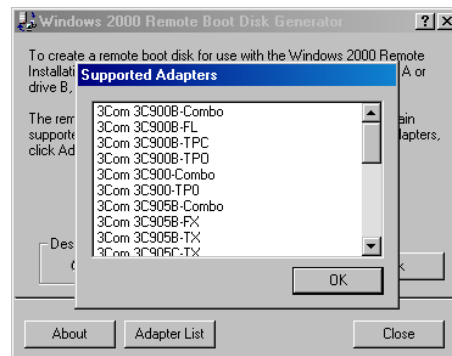 Windows 2000 Remote Boot Disk Generator
To create a remote boot disk for use with the Windows 2000 Remote
Installati
A or
drive B,
Supported Adapters
The rem
ain
supporte
lapters,
click Ad
3Com 3C900B-Combo
3Com 3C900B-FL
3Com 3C900B-TPC
3Com 3C900B-TPO
3Com 3C900-Combo
3Com 3C900-TPO
3Com 3C905B-Combo
3Com 3C905B-FX
3Com 3C905B-TX
3Com 3C905C-TX
Des
OK
About
Adapter List
Close